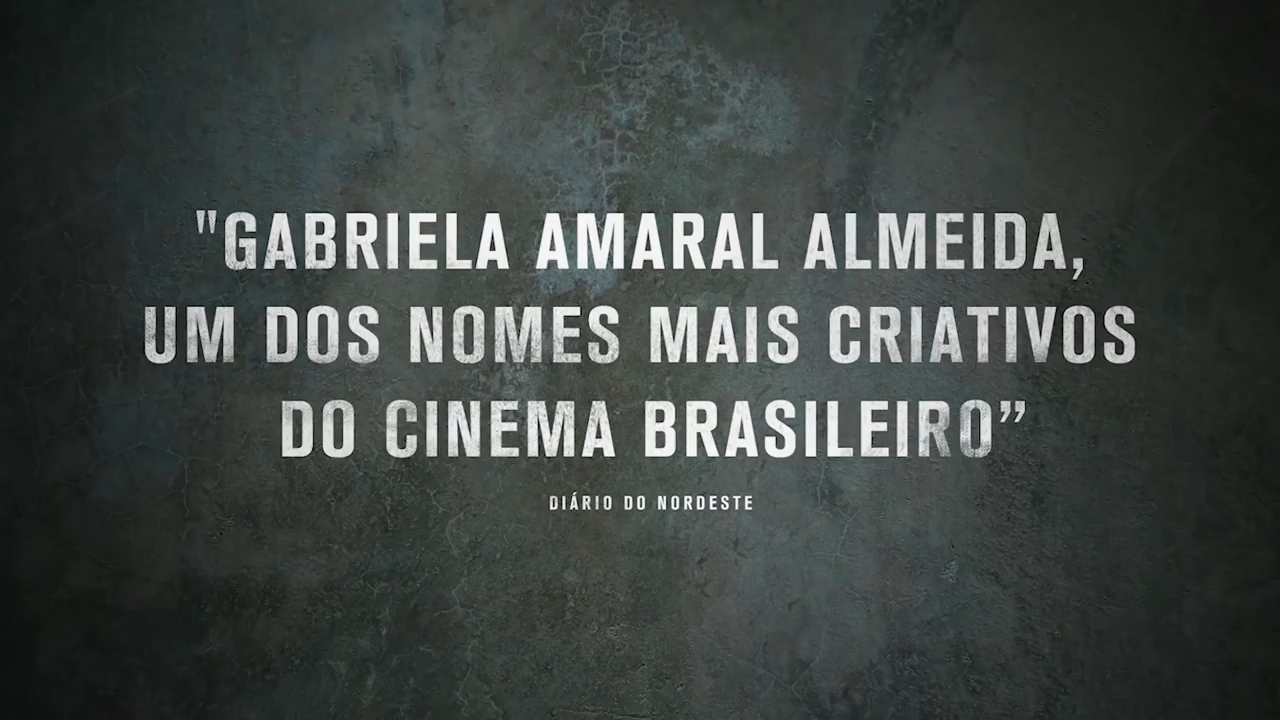 "GABRIELA AMARAL ALMEIDA,
UM DOS NOMES MAIS CRIATIVOS
DO CINEMA BRASILEIRO”
DIÁRIO DO NORDESTE